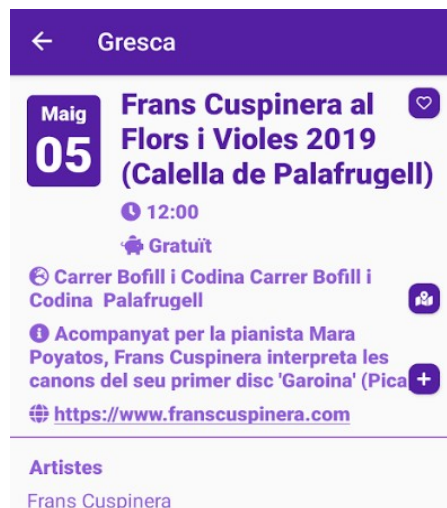 Gresca
Maig
05
Frans Cuspinera al
Flors i Violes 2019
(Calella de Palafrugell)
12:00
Gratuït
Carrer Bofill i Codina Carrer Bofill i
Codina Palafrugell
Acompanyat per la pianista Mara
Poyatos, Frans Cuspinera interpreta les
canons del seu primer disc 'Garoina' (Pica
https://www.franscuspinera.com
Artistes
Frans Cuspinera